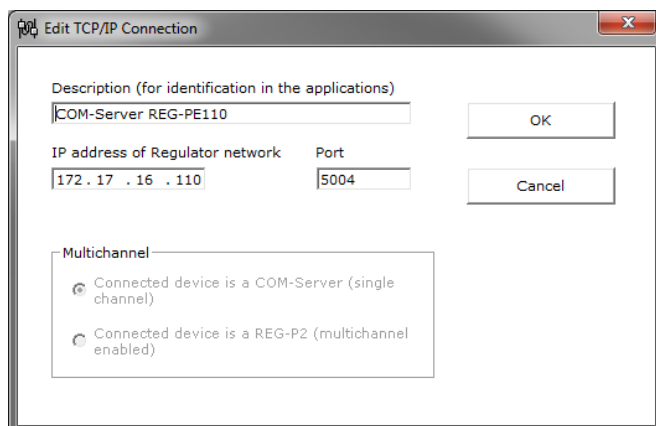 Edit TCP/IP Connection
Description (for identification in the applications)
COM-Server REG-PE110
OK
IP address of Regulator network
Port
172 . 17 . 16 . 110
5004
Cancel
Multichannel
Connected device is a COM-Server (single
channel)
Connected device is a REG-P2 (multichannel
enabled)